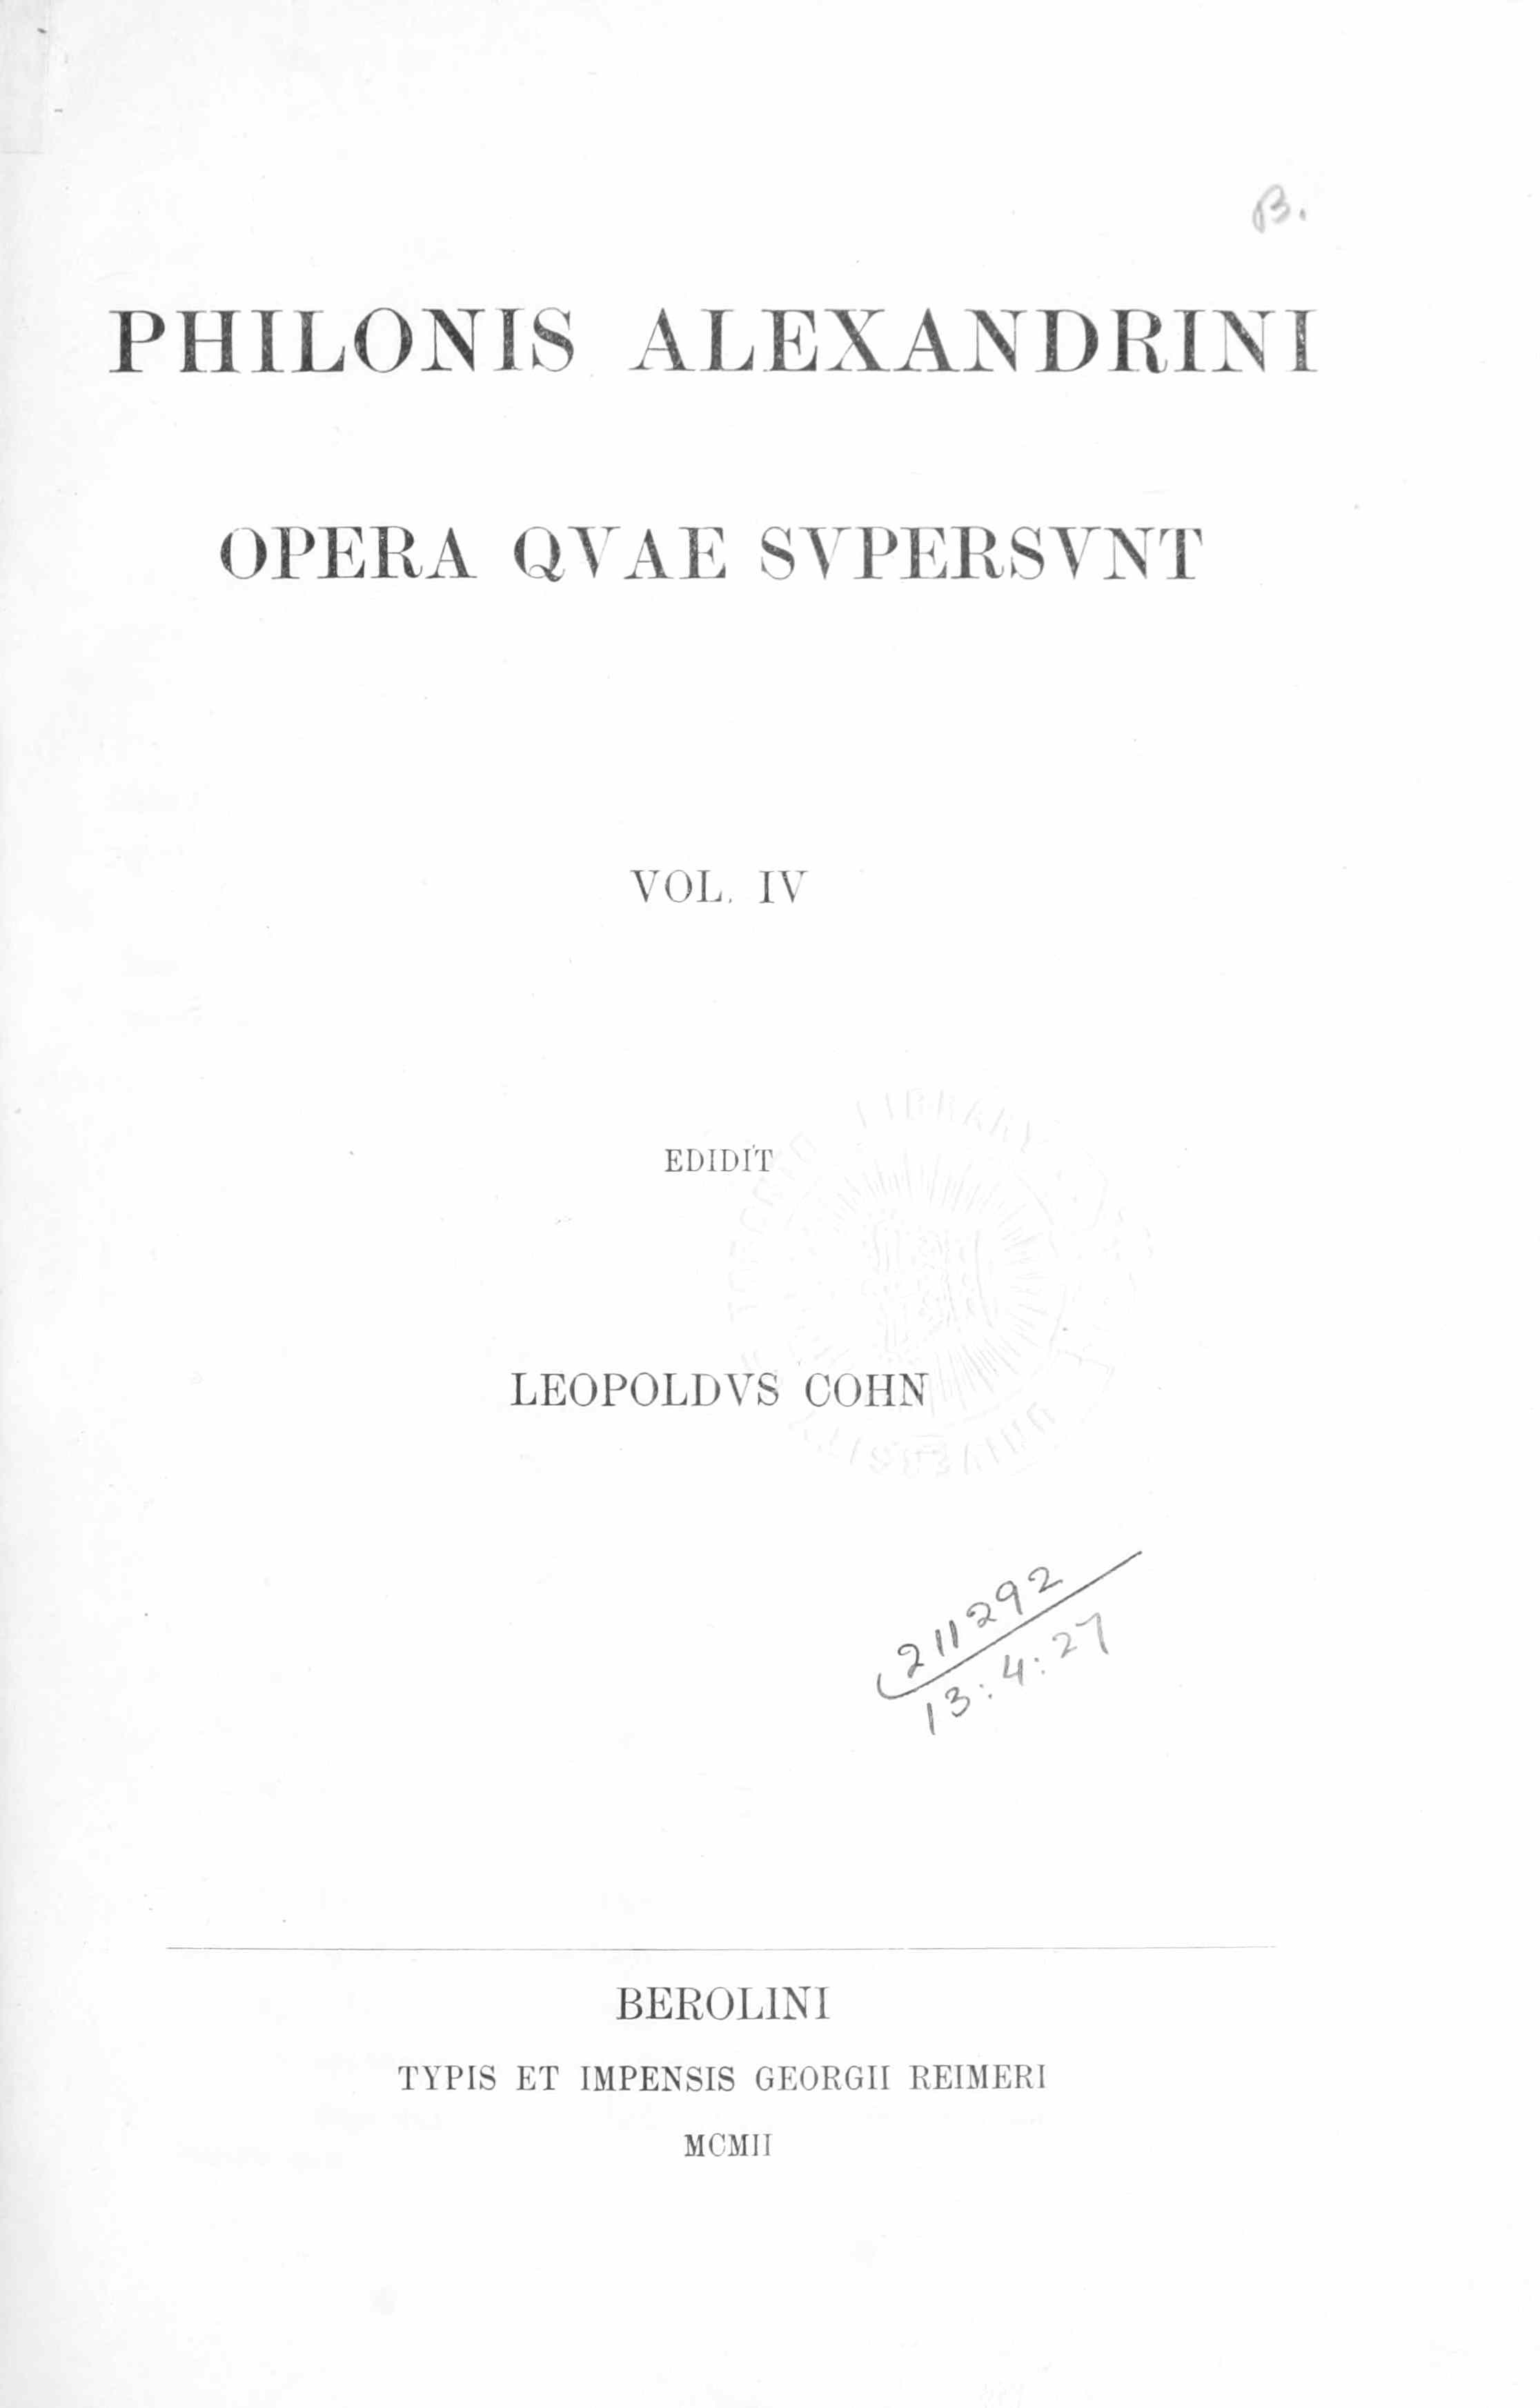 B.
PHILONIS ALEXANDRINI
OPERA QVAE SVPERSVNT
VOL. IV
EDIDIT
LEOPOLDVS COHN
211292
13:4:27
BEROLINI
TYPIS ET IMPENSIS GEORGII REIMERI
MCMII